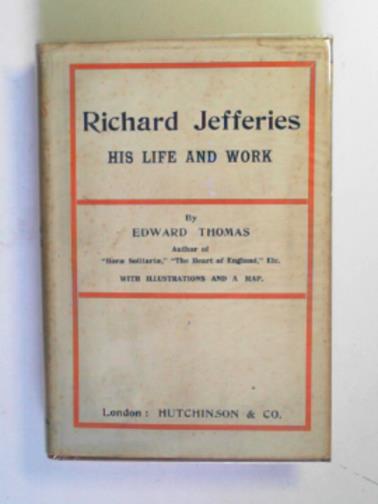 Richard Jefferies
HIS LIFE AND WORK
By
EDWARD THOMAS
Author of
"Horæ Solitariæ," "The Heart of England," Etc.
WITH ILLUSTRATIONS AND A MAP.
London: HUTCHINSON & CO.